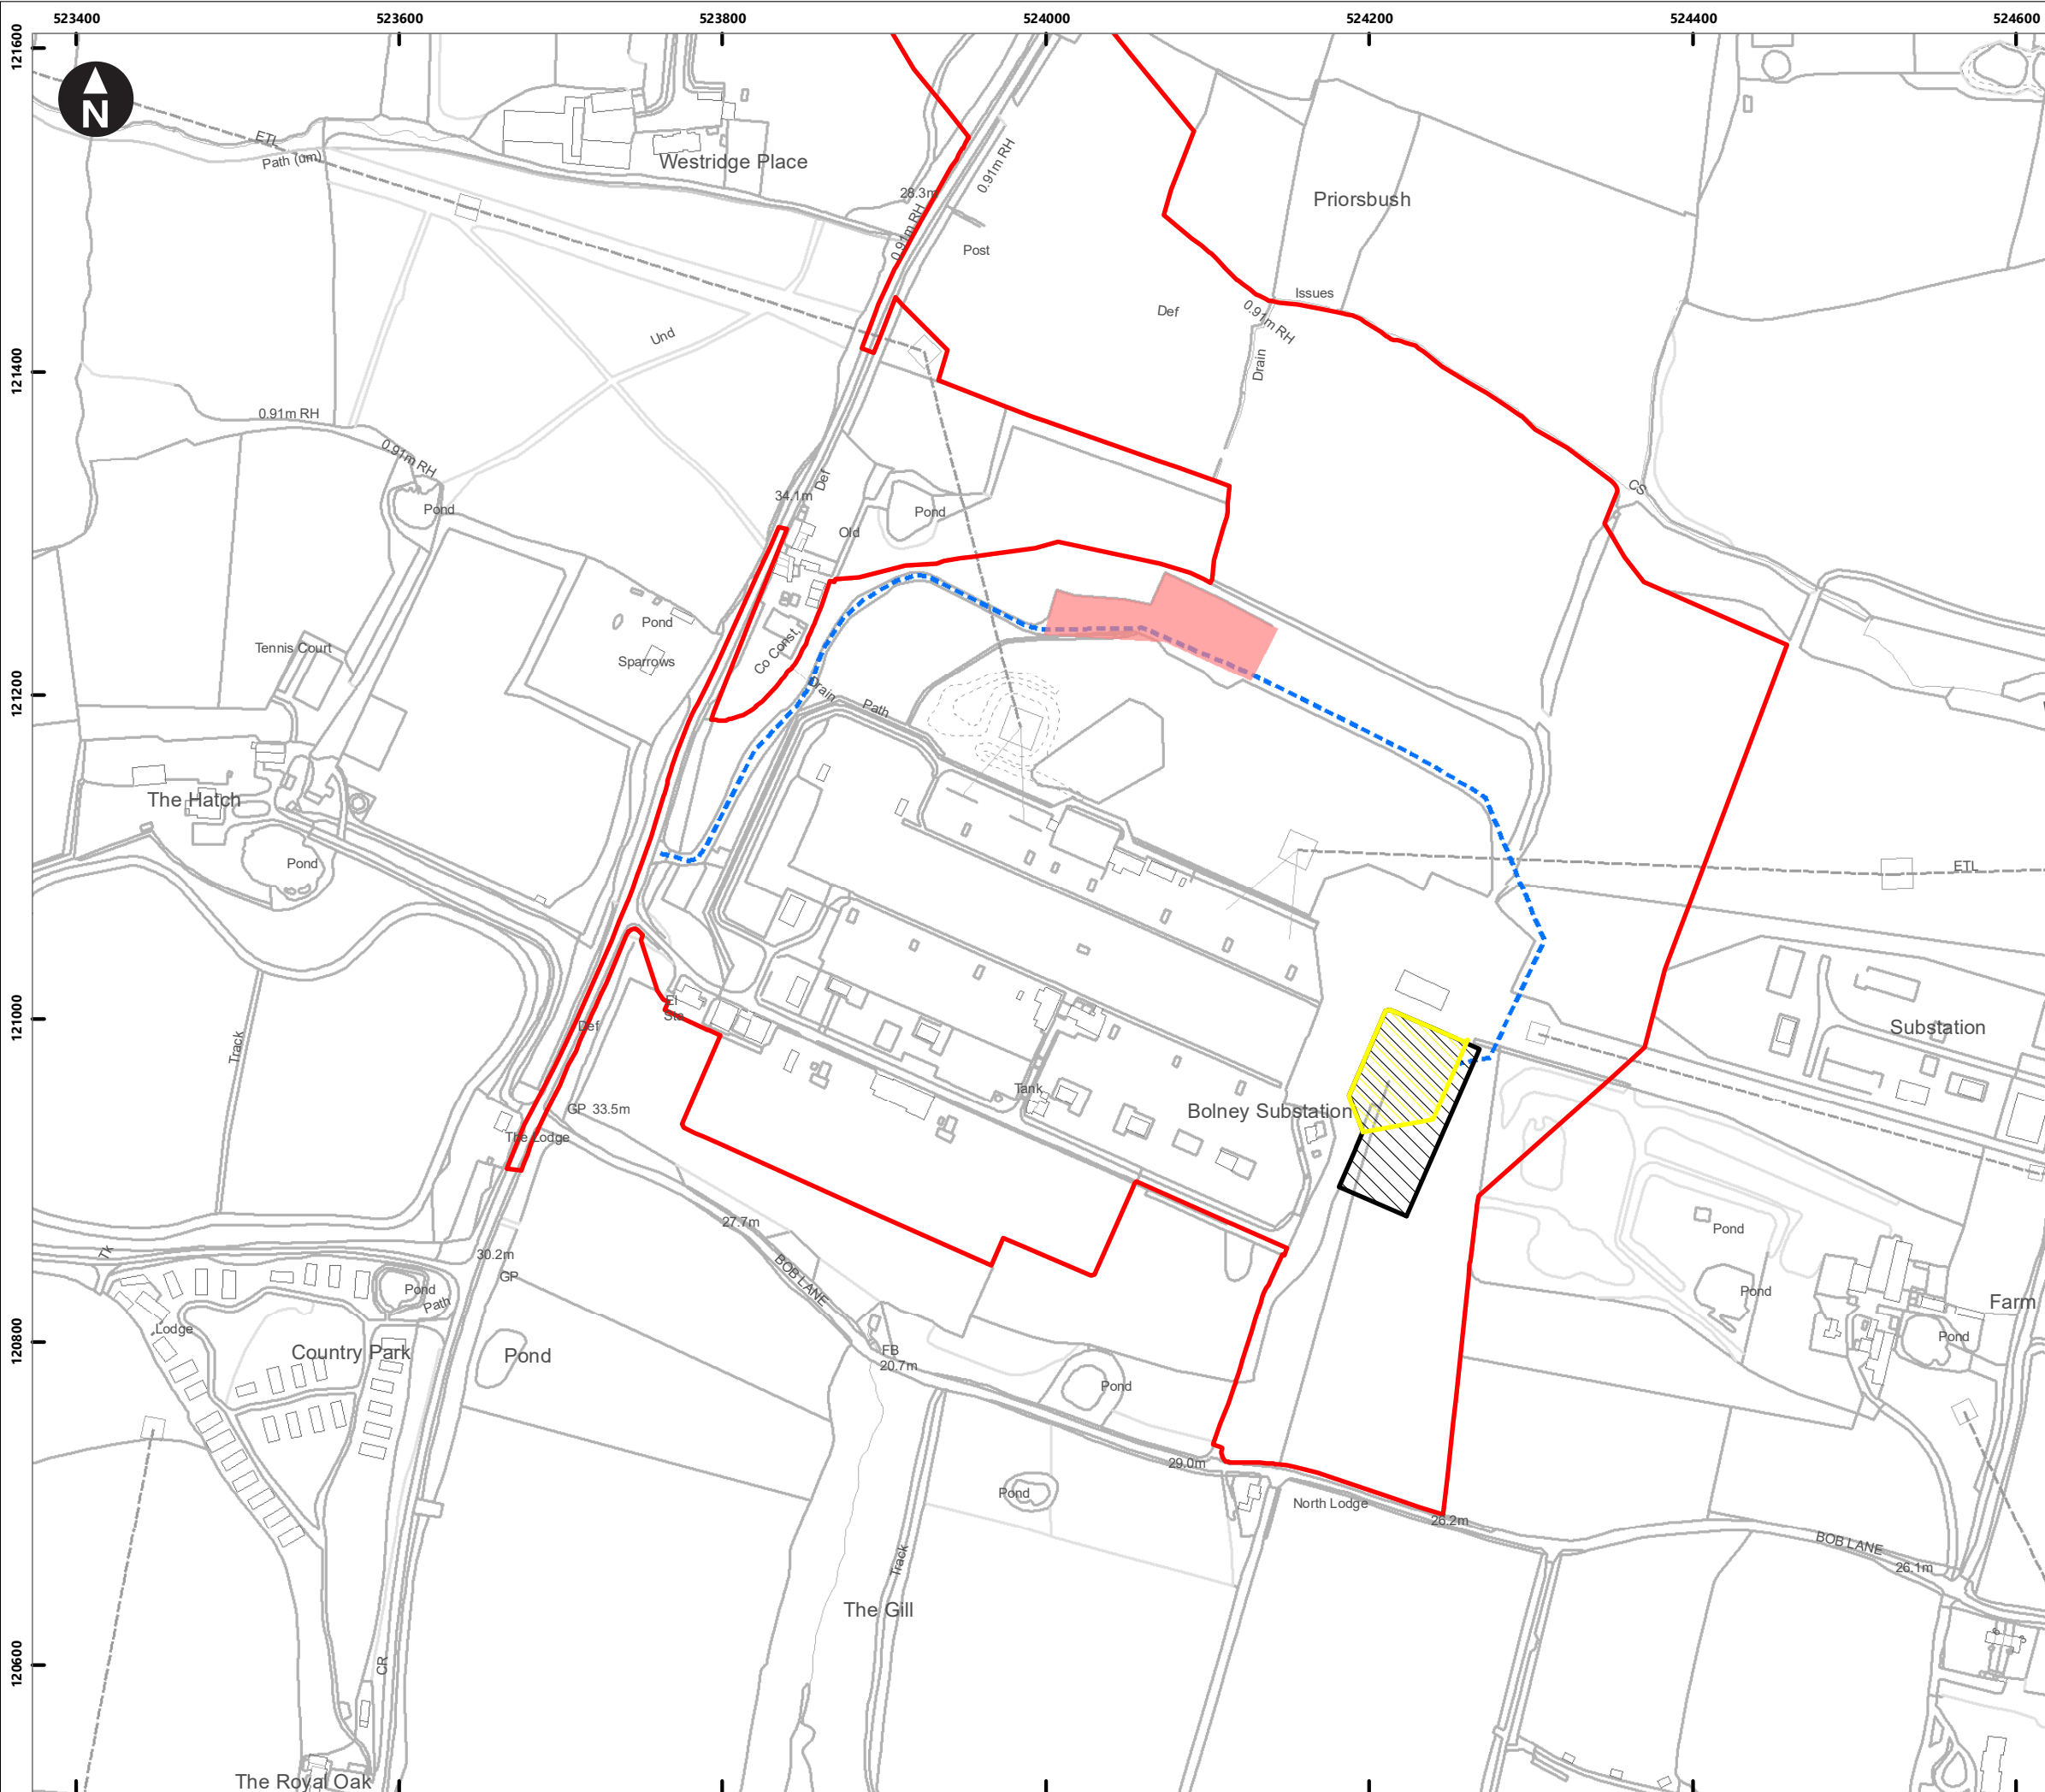 523400
523600
523800
524000
524200
524400
524600
121600
121400
121200
121000
120800
120600
N
ETL
Path (um)
Westridge Place
28.3m
0.91m RH
0.91m RH
Post
Priorsbush
Def
Issues
0.91m RH
Drain
Und
0.91m RH
0.91m RH
Pond
34.1m
Def
Old
Pond
CS
Pond
Sparrows
Tennis Court
Co Const,
Drain
Path
The Hatch
Pond
ETL
El
Sta
Def
Track
Substation
Tank
Bolney Substation
GP 33.5m
The Lodge
27.7m
30.2m
GP
Tk
Pond
Path
Lodge
Country Park
Pond
BOB LANE
FB
20.7m
Pond
Pond
Pond
Farm
Pond
29.0m
Pond
North Lodge
26.2m
BOB LANE
26.1m
Track
The Gill
CR
The Royal Oak